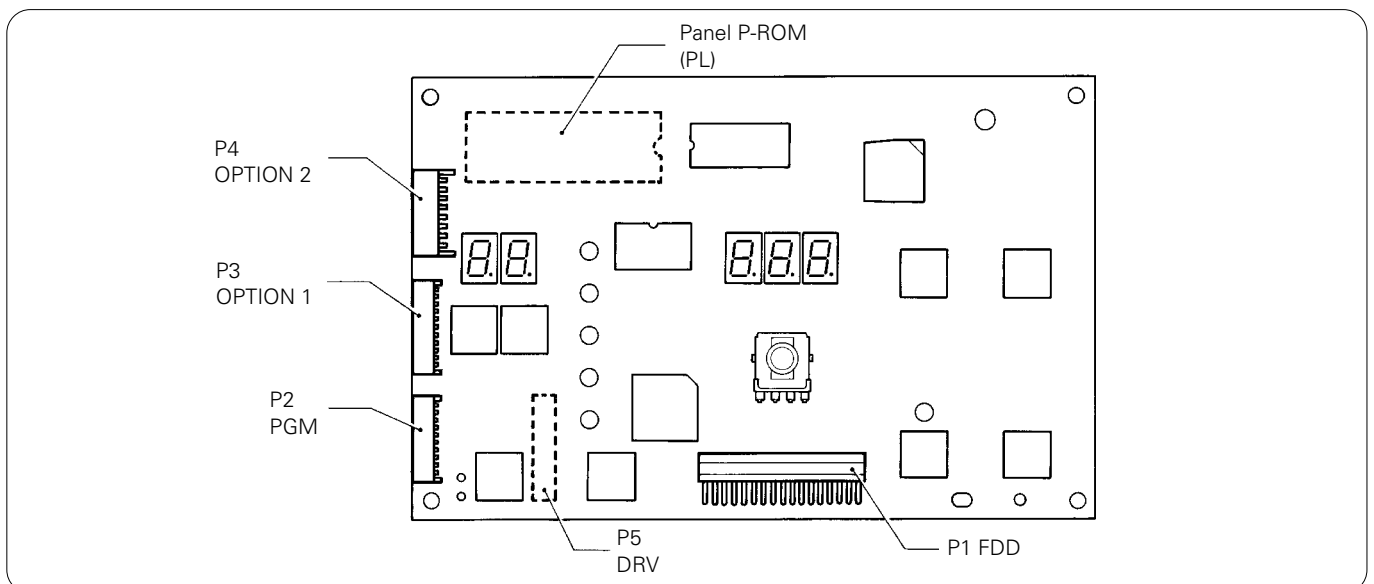 Panel P-ROM
(PL)
P4
OPTION 2
P3
OPTION 1
P2
PGM
P5
DRV
P1 FDD